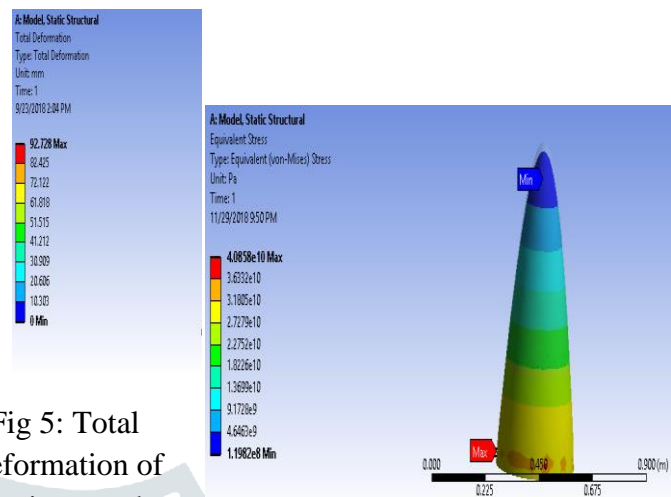 A: Model, Static Structural
Total Deformation
Type: Total Deformation
Unit: mm
Time: 1
9/23/2018 2:04 PM
92.728 Max
82.425
72.122
61.818
51.515
41.212
30.909
20.606
10.303
0 Min
Fig 5: Total
eformation of
A: Model, Static Structural
Equivalent Stress
Type: Equivalent (von-Mises) Stress
Unit: Pa
Time: 1
11/29/2018 9:50 PM
4.0858e10 Max
3.6332e10
3.1805e10
2.7279e10
2.2752e10
1.8226e10
1.3699e10
9.1728e9
4.6463e9
1.1982e8 Min
Min
Max
0.000
0.450
0.900 (m)
0.225
0.675